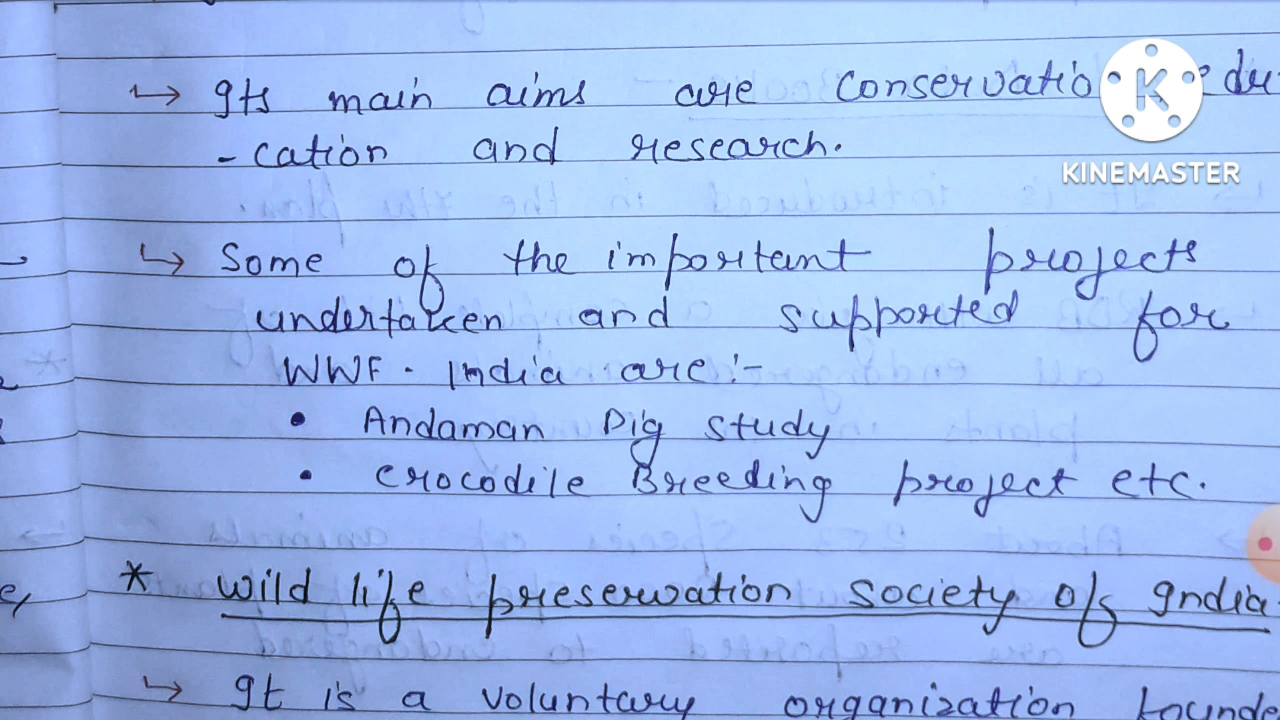 → Its main aims are conservatio edu
- cation and research.
→ Some of the important projects
undertaken and supported for
WWF. India are:-
• Andaman Pig study
• crocodile Breeding project etc.
* wild life preservation society of India
→ It is a voluntary organization founde
K
KINEMASTER